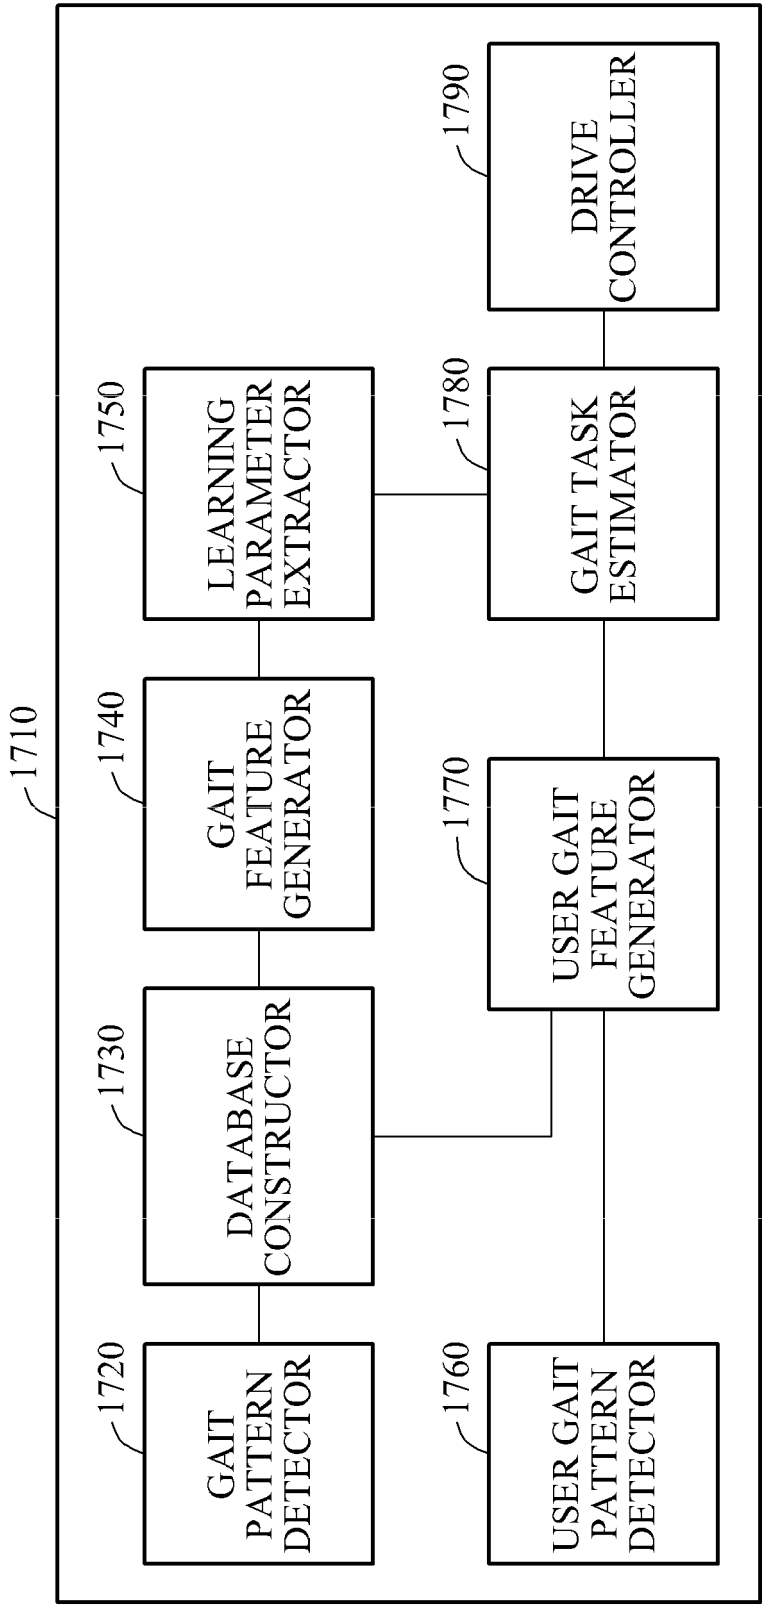 1710
1720
GAIT
PATTERN
DETECTOR
1730
DATABASE
CONSTRUCTOR
1740
GAIT
FEATURE
GENERATOR
1750
LEARNING
PARAMETER
EXTRACTOR
1760
USER GAIT
PATTERN
DETECTOR
1770
USER GAIT
FEATURE
GENERATOR
1780
GAIT TASK
ESTIMATOR
1790
DRIVE
CONTROLLER